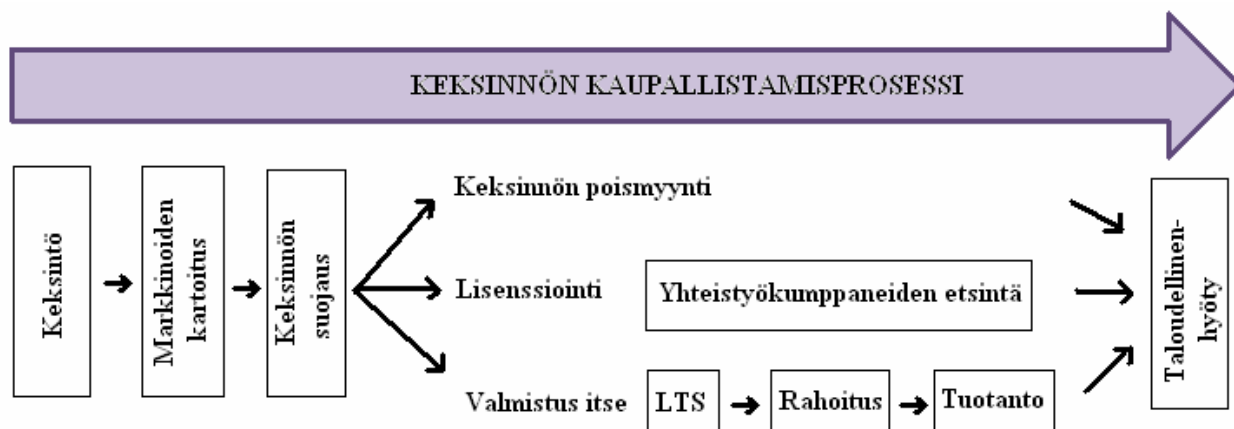 KEKSINNÖN KAUPALLISTAMISPROSESSI
Keksintö
Markkinoiden
kartoitus
Keksinnön
suojaus
Keksinnön poismyynti
Lisenssiointi
Yhteistyökumppaneiden etsintä
Valmistus itse
LTS
Rahoitus
Tuotanto
Taloudellinen-
hyöty